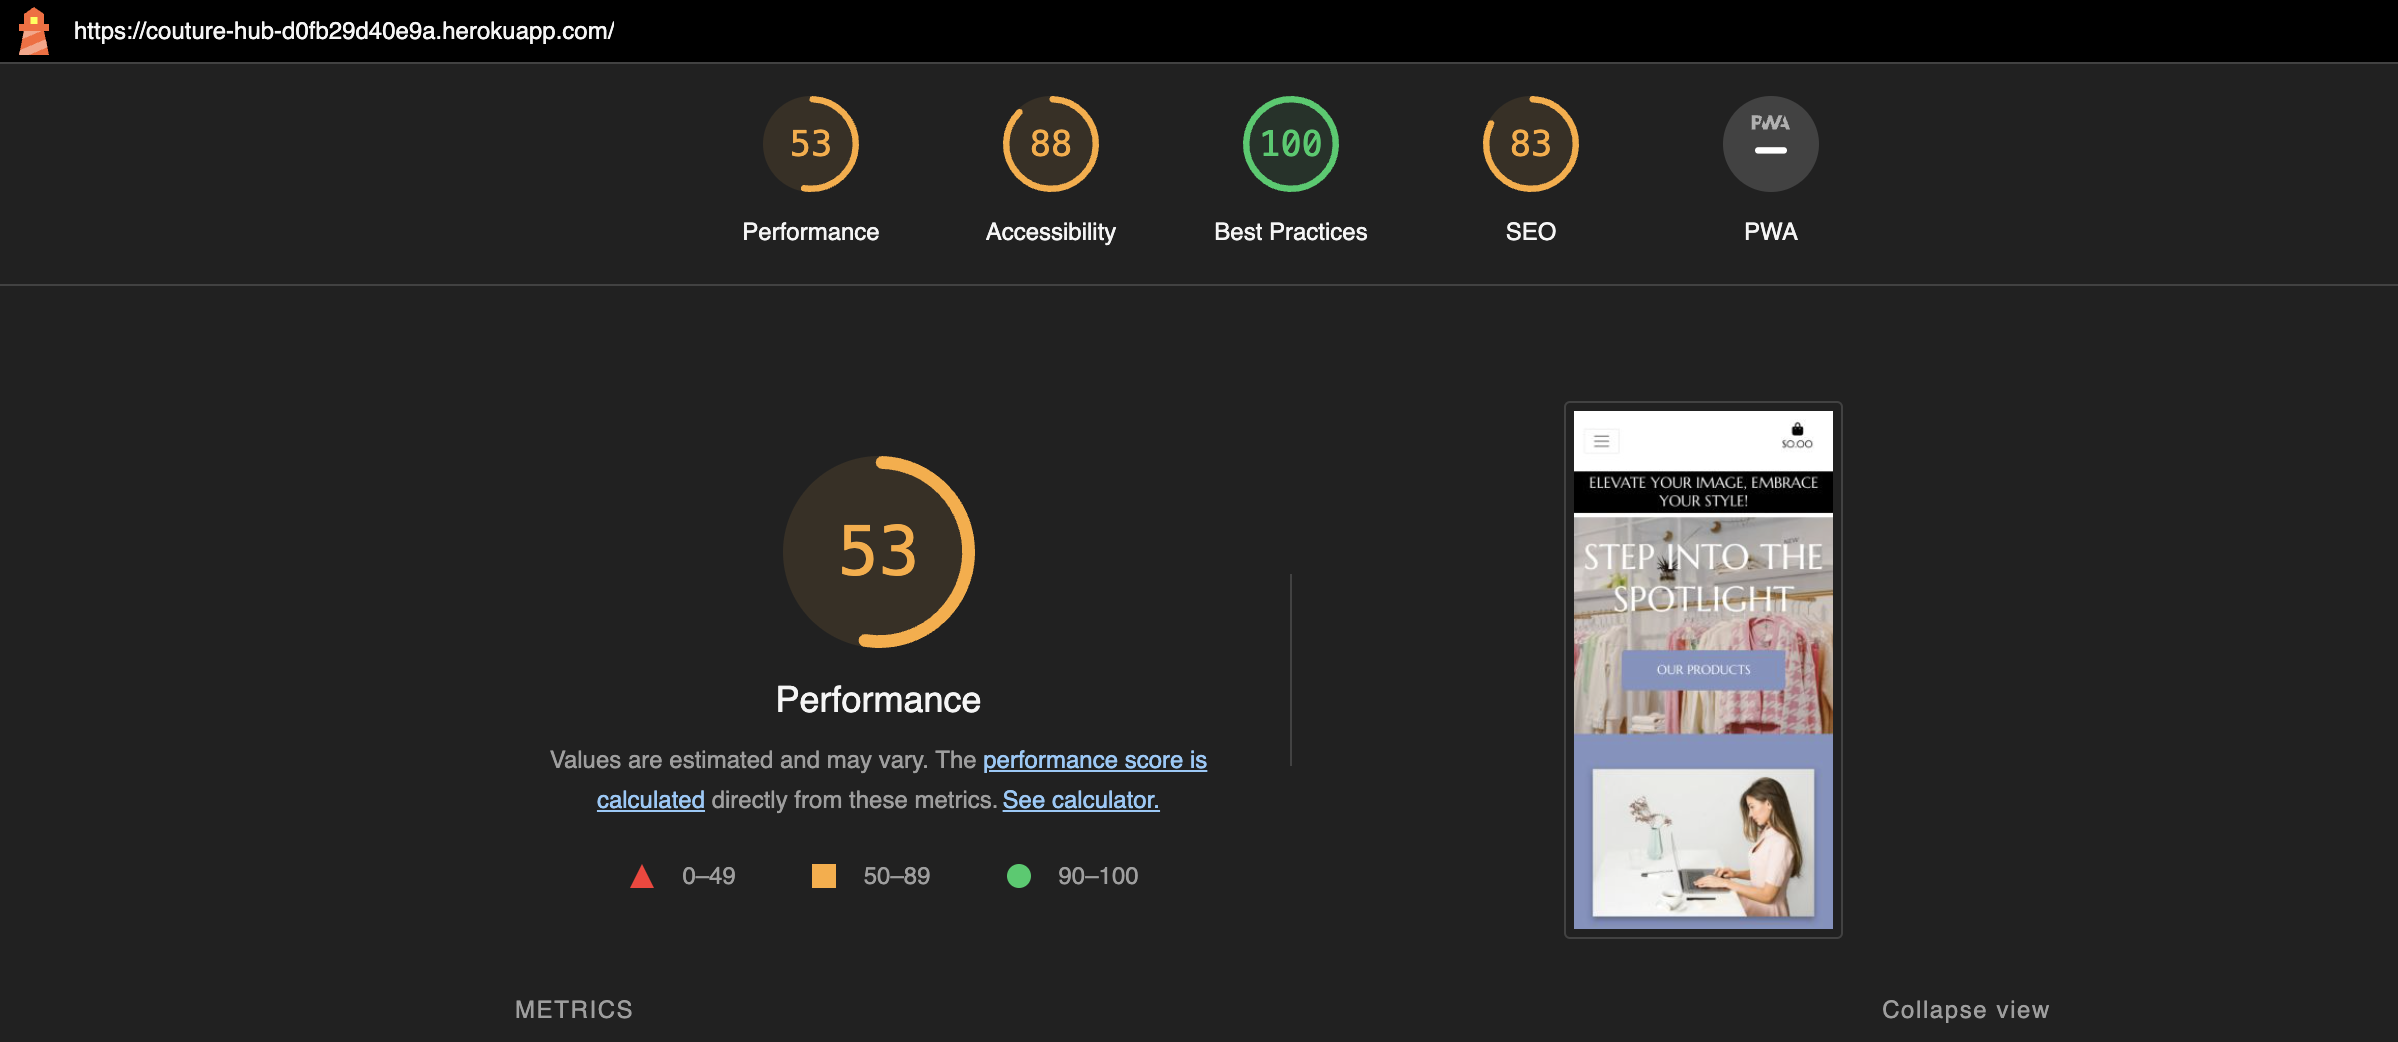 https://couture-hub-d0fb29d40e9a.herokuapp.com/
53
88
100
83
PWA
Performance
Accessibility
Best Practices
SEO
PWA
53
Performance
Values are estimated and may vary. The performance score is
calculated directly from these metrics. See calculator.
0–49
50–89
90–100
$0.00
ELEVATE YOUR IMAGE, EMBRACE
YOUR STYLE!
NEW
STEP INTO THE
SPOTLIGHT
OUR PRODUCTS
METRICS
Collapse view